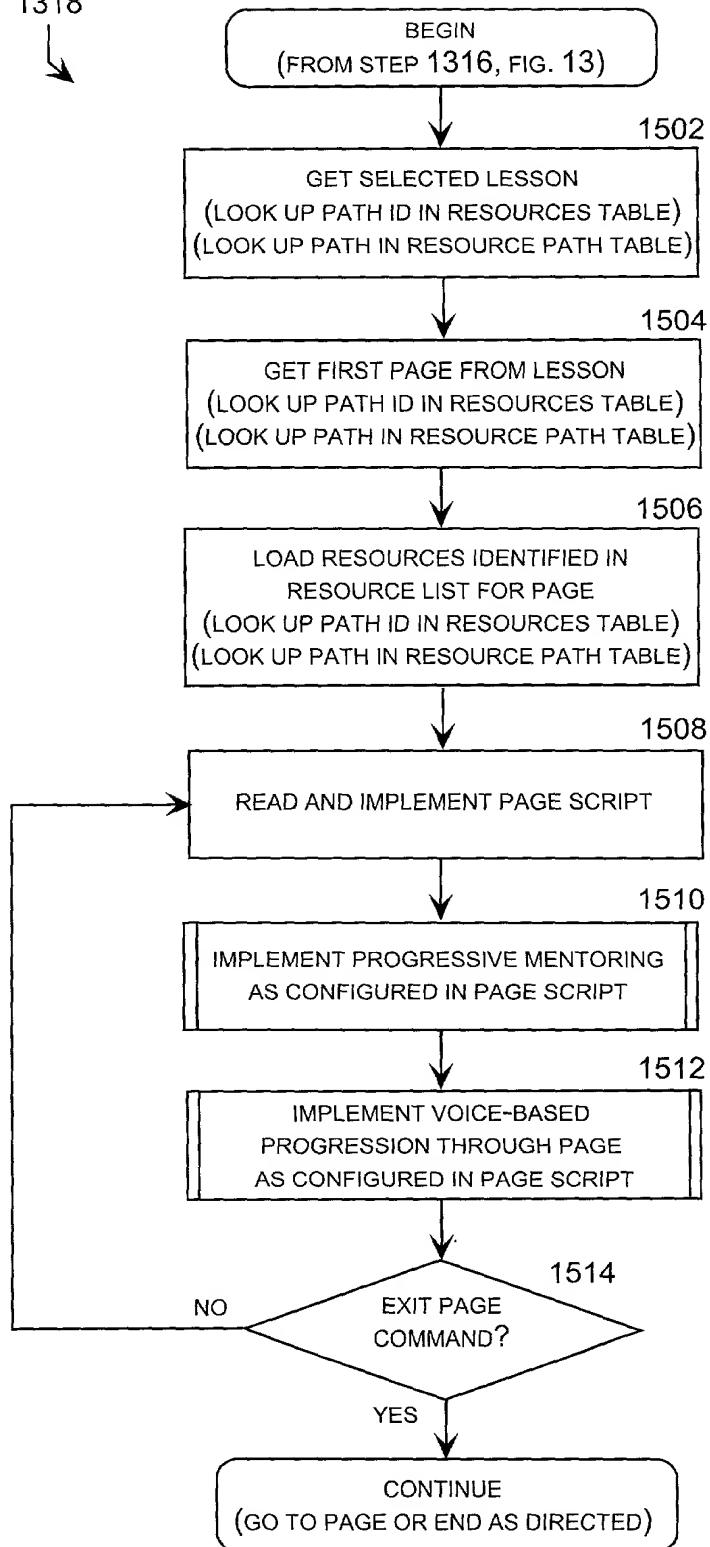 1318
BEGIN
(FROM STEP 1316, FIG. 13)
1502
GET SELECTED LESSON
(LOOK UP PATH ID IN RESOURCES TABLE)
(LOOK UP PATH IN RESOURCE PATH TABLE)
1504
GET FIRST PAGE FROM LESSON
(LOOK UP PATH ID IN RESOURCES TABLE)
(LOOK UP PATH IN RESOURCE PATH TABLE)
1506
LOAD RESOURCES IDENTIFIED IN
RESOURCE LIST FOR PAGE
(LOOK UP PATH ID IN RESOURCES TABLE)
(LOOK UP PATH IN RESOURCE PATH TABLE)
1508
READ AND IMPLEMENT PAGE SCRIPT
1510
IMPLEMENT PROGRESSIVE MENTORING
AS CONFIGURED IN PAGE SCRIPT
1512
IMPLEMENT VOICE-BASED
PROGRESSION THROUGH PAGE
AS CONFIGURED IN PAGE SCRIPT
1514
NO
EXIT PAGE
COMMAND?
YES
CONTINUE
(GO TO PAGE OR END AS DIRECTED)